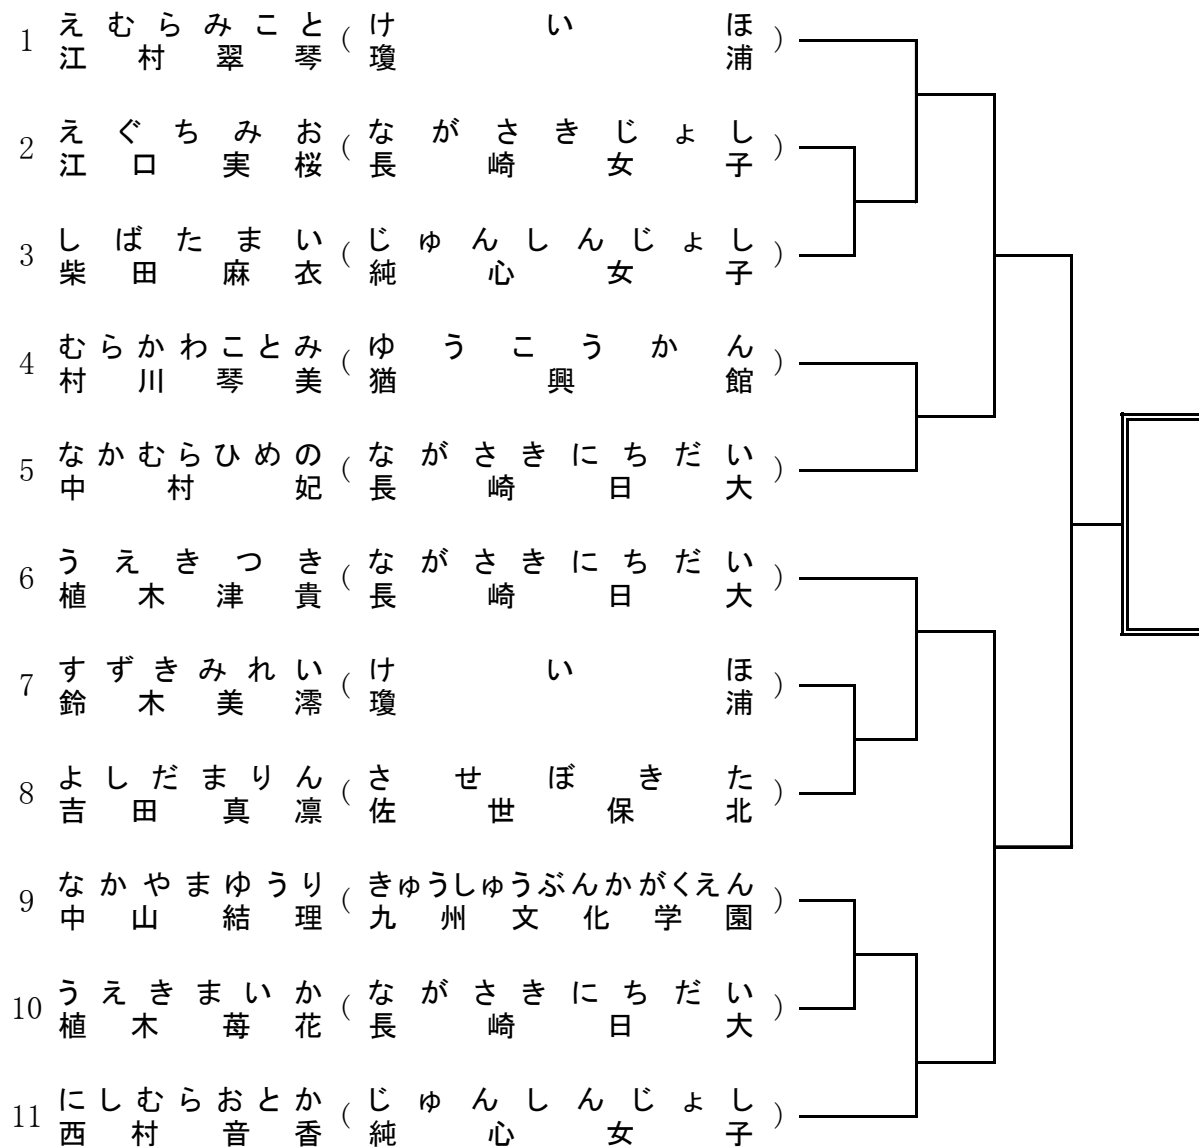 えむらみこと(けいほ)
1 江村翠琴(瓊浦)
えぐちみお(ながさきじょし)
2 江口実桜(長崎女子)
しばたまい(じゅんしんじょし)
3 柴田麻衣(純心女子)
むらかわことみ(ゆうこうかん)
4 村川琴美(猶興館)
なかむらひめの(ながさきにちだい)
5 中村妃(長崎日大)
うえきつき(ながさきにちだい)
6 植木津貴(長崎日大)
すずきみれい(けいほ)
7 鈴木美澪(瓊浦)
よしだまりん(させぼきた)
8 吉田真凛(佐世保北)
なかやまゆうり(きゅうしゅうぶんかがくえん)
9 中山結理(九州文化学園)
うえきまいか(ながさきにちだい)
10 植木苺花(長崎日大)
にしむらおとか(じゅんしんじょし)
11 西村音香(純心女子)